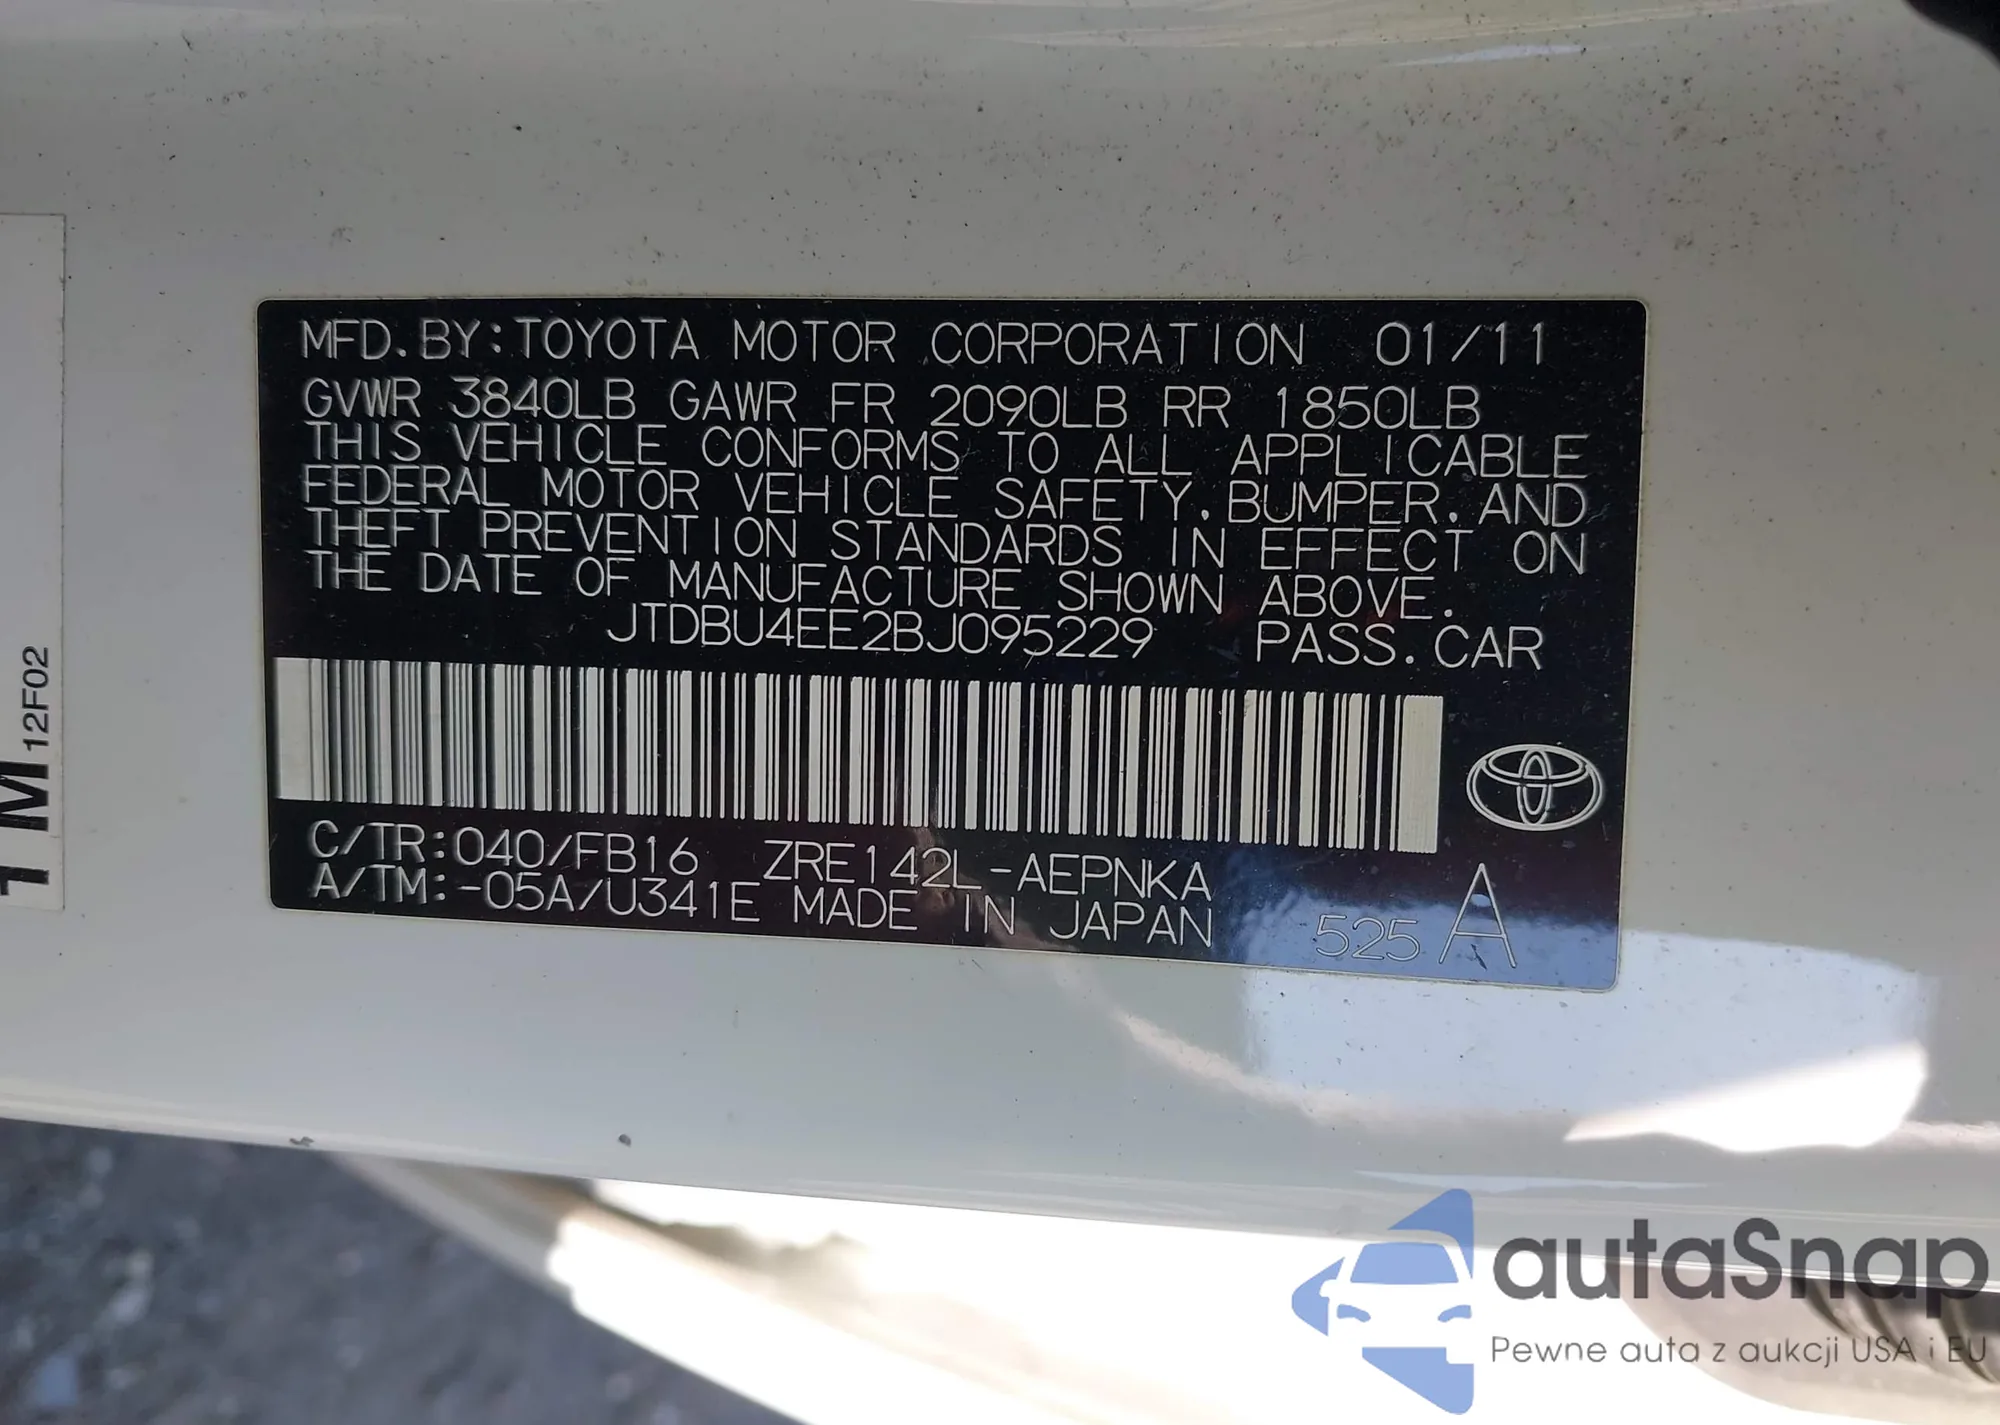 MFD. BY: TOYOTA MOTOR CORPORATION 01/11
GVWR 3840LB GAWR FR 2090LB RR 1850LB
THIS VEHICLE CONFORMS TO ALL APPLICABLE
FEDERAL MOTOR VEHICLE SAFETY, BUMPER, AND
THEFT PREVENTION STANDARDS IN EFFECT ON
THE DATE OF MANUFACTURE SHOWN ABOVE.
JTDBU4EE2BJ095229 PASS. CAR
C/TR: 040/FB16 ZRE142L-AEPNKA
A/TM: -05A/U341E MADE IN JAPAN
525 A
12F02
autaSnap
Pewne auta z aukcji USA i EU